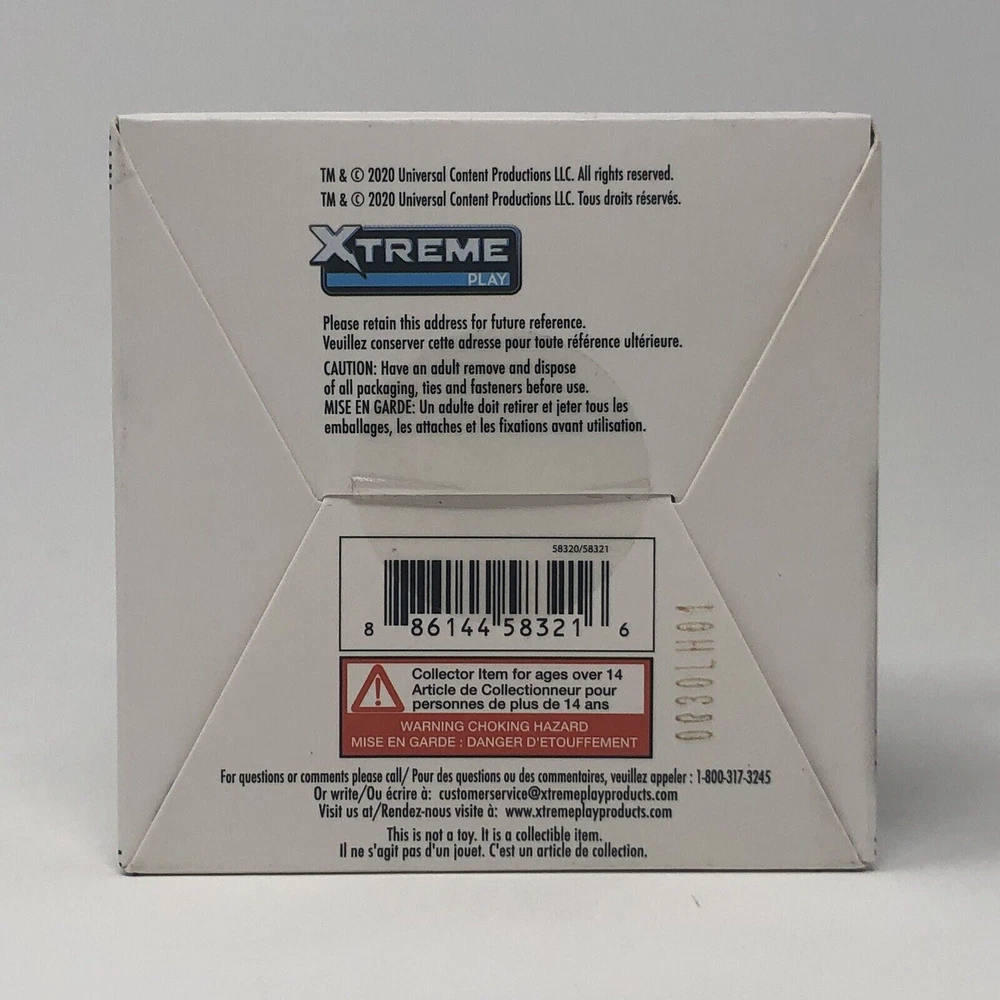 TM & © 2020 Universal Content Productions LLC. All rights reserved.
TM & © 2020 Universal Content Productions LLC. Tous droits réservés.
XTREME
PLAY
Please retain this address for future reference.
Veuillez conserver cette adresse pour toute référence ultérieure.
CAUTION: Have an adult remove and dispose
of all packaging, ties and fasteners before use.
MISE EN GARDE: Un adulte doit retirer et jeter tous les
emballages, les attaches et les fixations avant utilisation.
58320/58321
8 86144 58321 6
Collector Item for ages over 14
Article de Collectionneur pour
personnes de plus de 14 ans
WARNING CHOKING HAZARD
MISE EN GARDE : DANGER D'ETOUFFEMENT
0830LH01
For questions or comments please call/ Pour des questions ou des commentaires, veuillez appeler : 1-800-317-3245
Or write/Ou écrire à: customerservice@xtremeplayproducts.com
Visit us at/Rendez-nous visite à: www.xtremeplayproducts.com
This is not a toy. It is a collectible item.
Il ne s'agit pas d'un jouet. C'est un article de collection.